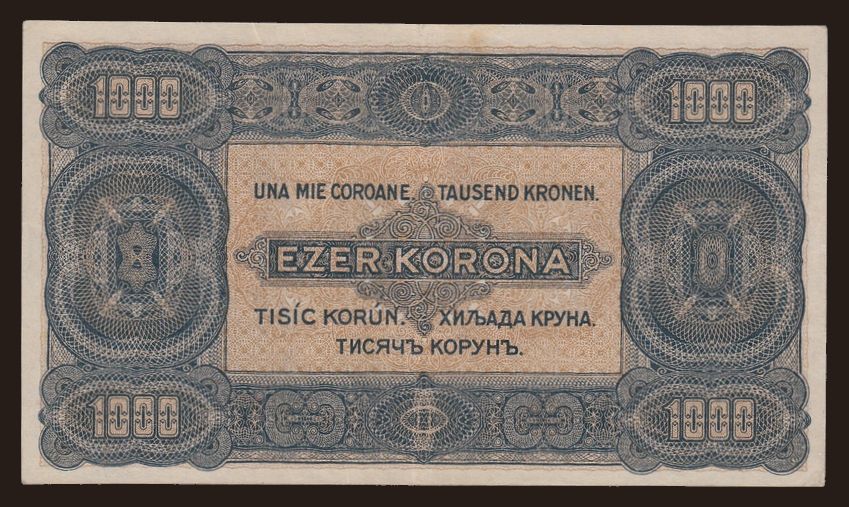 1000 1000
UNA MIE COROANE. TAUSEND KRONEN.
EZER KORONA
TISÍC KORÚN. ХИЉАДА КРУНА.
ТИСЯЧЪ КОРУНЪ.
1000 1000